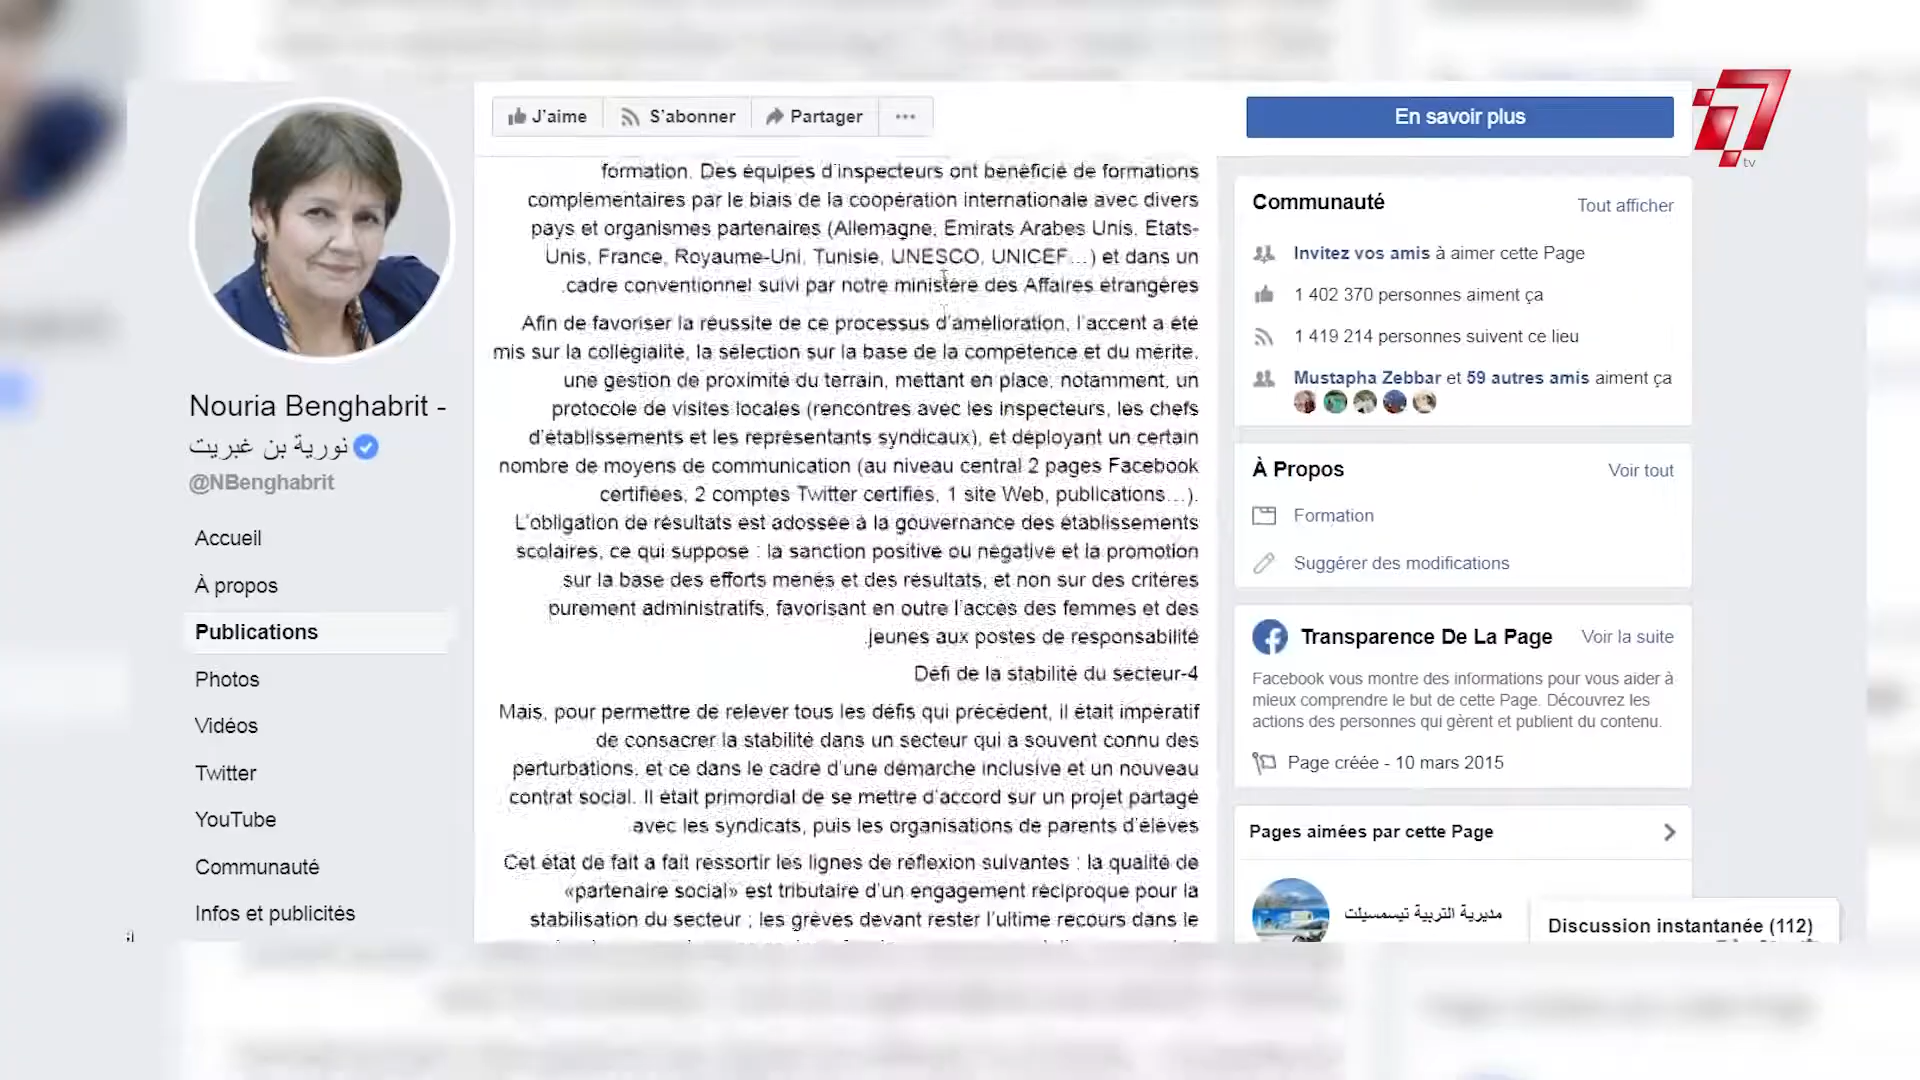 Nouria Benghabrit -
نورية بن غبريت
@NBenghabrit
Accueil
À propos
Publications
Photos
Vidéos
Twitter
YouTube
Communauté
Infos et publicités
J'aime
S'abonner
Partager
...
formation. Des équipes d'inspecteurs ont bénéficié de formations
complémentaires par le biais de la coopération internationale avec divers
pays et organismes partenaires (Allemagne, Emirats Arabes Unis, Etats-
Unis, France, Royaume-Uni, Tunisie, UNESCO, UNICEF…) et dans un
.cadre conventionnel suivi par notre ministère des Affaires étrangères
Afin de favoriser la réussite de ce processus d'amélioration, l'accent a été
mis sur la collégialité, la sélection sur la base de la compétence et du mérite,
une gestion de proximité du terrain, mettant en place, notamment, un
protocole de visites locales (rencontres avec les inspecteurs, les chefs
d'établissements et les représentants syndicaux), et déployant un certain
nombre de moyens de communication (au niveau central 2 pages Facebook
certifiées, 2 comptes Twitter certifiés, 1 site Web, publications…).
L'obligation de résultats est adossée à la gouvernance des établissements
scolaires, ce qui suppose : la sanction positive ou négative et la promotion
sur la base des efforts menés et des résultats, et non sur des critères
purement administratifs, favorisant en outre l'accès des femmes et des
.jeunes aux postes de responsabilité
Défi de la stabilité du secteur-4
Mais, pour permettre de relever tous les défis qui précèdent, il était impératif
de consacrer la stabilité dans un secteur qui a souvent connu des
perturbations, et ce dans le cadre d'une démarche inclusive et un nouveau
contrat social. Il était primordial de se mettre d'accord sur un projet partagé
.avec les syndicats, puis les organisations de parents d'élèves
Cet état de fait a fait ressortir les lignes de réflexion suivantes : la qualité de
«partenaire social» est tributaire d'un engagement réciproque pour la
stabilisation du secteur ; les grèves devant rester l'ultime recours dans le
En savoir plus
tv
Communauté
Tout afficher
Invitez vos amis à aimer cette Page
1 402 370 personnes aiment ça
1 419 214 personnes suivent ce lieu
Mustapha Zebbar et 59 autres amis aiment ça
À Propos
Voir tout
Formation
Suggérer des modifications
Transparence De La Page
Voir la suite
Facebook vous montre des informations pour vous aider à
mieux comprendre le but de cette Page. Découvrez les
actions des personnes qui gèrent et publient du contenu.
Page créée - 10 mars 2015
Pages aimées par cette Page
مديرية التربية تيسمسيلت
Discussion instantanée (112)